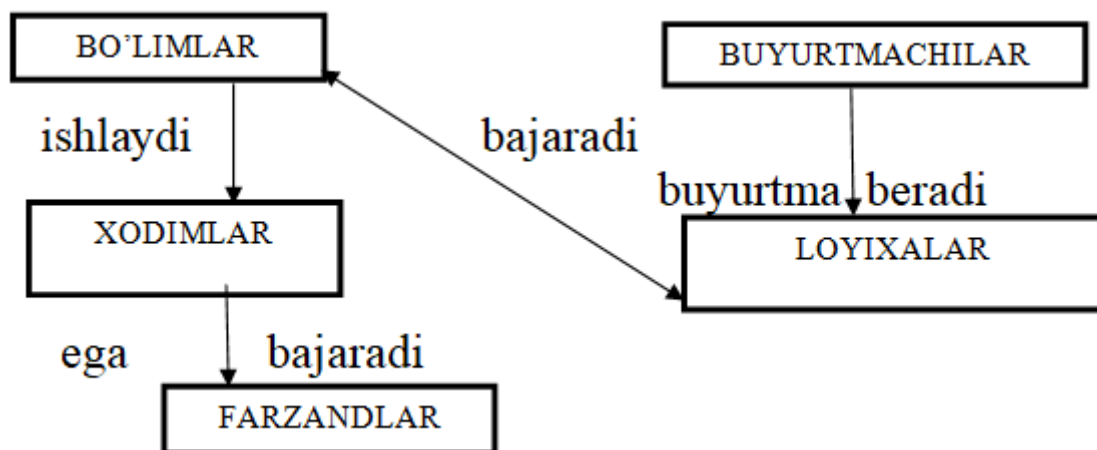 BO’LIMLAR
BUYURTMACHILAR
ishlaydi
bajaradi
buyurtma beradi
XODIMLAR
LOYIXALAR
ega bajaradi
FARZANDLAR